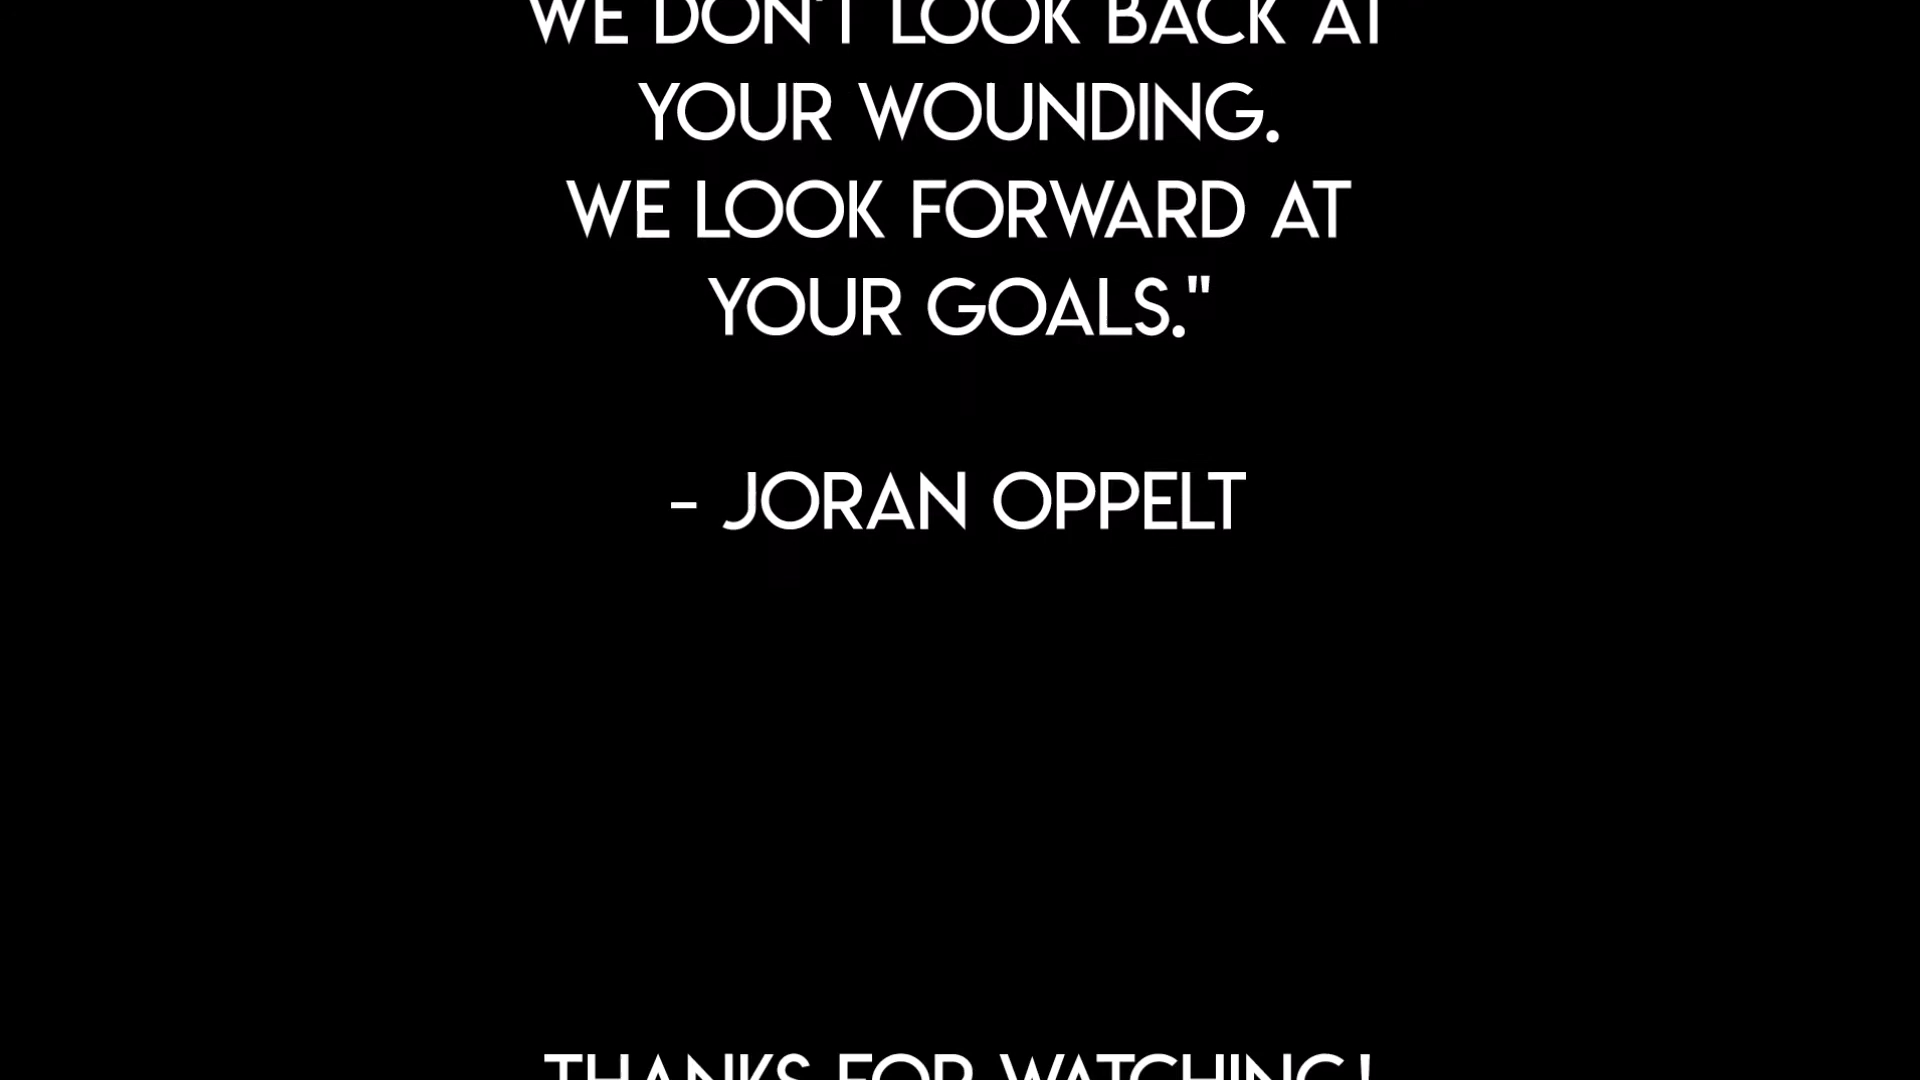 WE DON'T LOOK BACK AT
YOUR WOUNDING.
WE LOOK FORWARD AT
YOUR GOALS."
- JORAN OPPELT
THANKS FOR WATCHING!